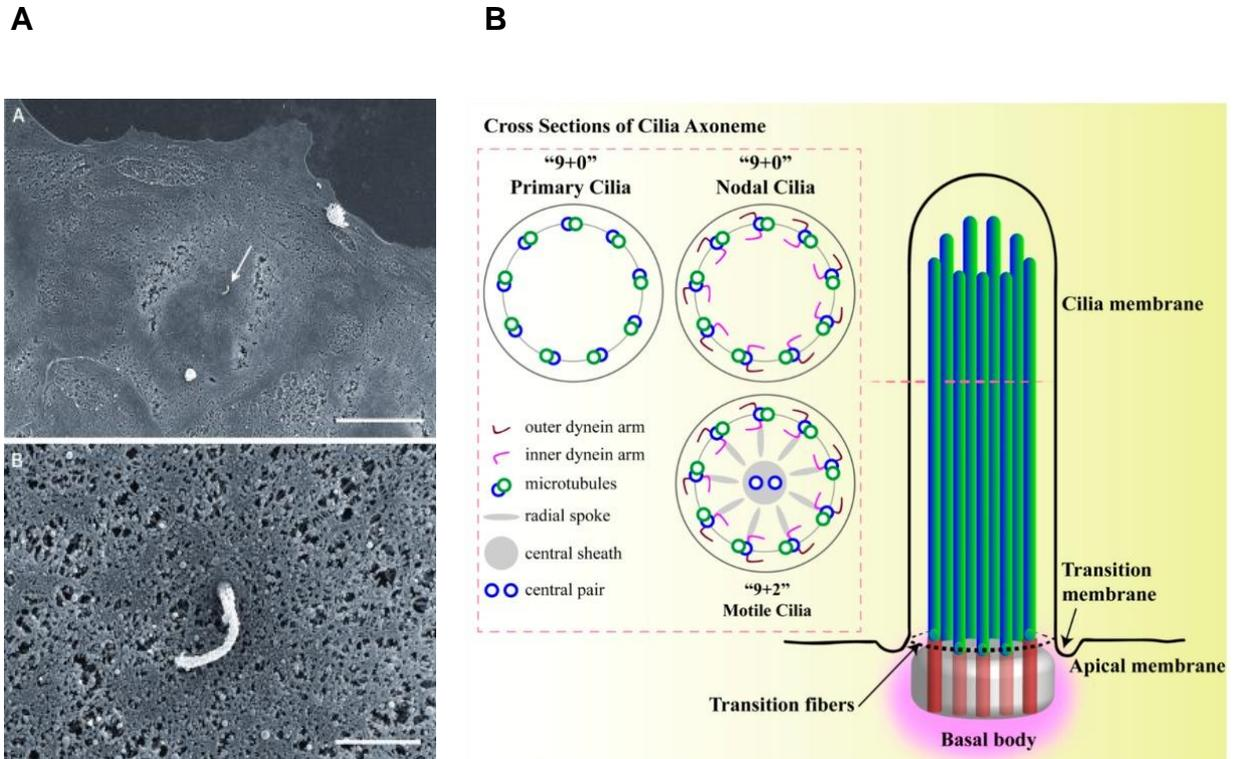 A
B
A
B
Cross Sections of Cilia Axoneme
“9+0”
Primary Cilia
“9+0”
Nodal Cilia
outer dynein arm
inner dynein arm
microtubules
radial spoke
central sheath
central pair
“9+2”
Motile Cilia
Cilia membrane
Transition
membrane
Apical membrane
Transition fibers
Basal body